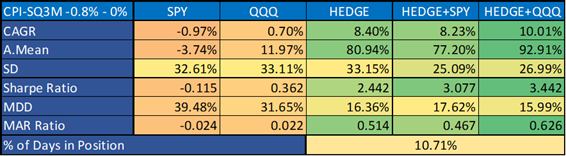 CPI-SQ3M -0.8% - 0% SPY QQQ HEDGE HEDGE+SPY HEDGE+QQQ
CAGR -0.97% 0.70% 8.40% 8.23% 10.01%
A.Mean -3.74% 11.97% 80.94% 77.20% 92.91%
SD 32.61% 33.11% 33.15% 25.09% 26.99%
Sharpe Ratio -0.115 0.362 2.442 3.077 3.442
MDD 39.48% 31.65% 16.36% 17.62% 15.99%
MAR Ratio -0.024 0.022 0.514 0.467 0.626
% of Days in Position 10.71%